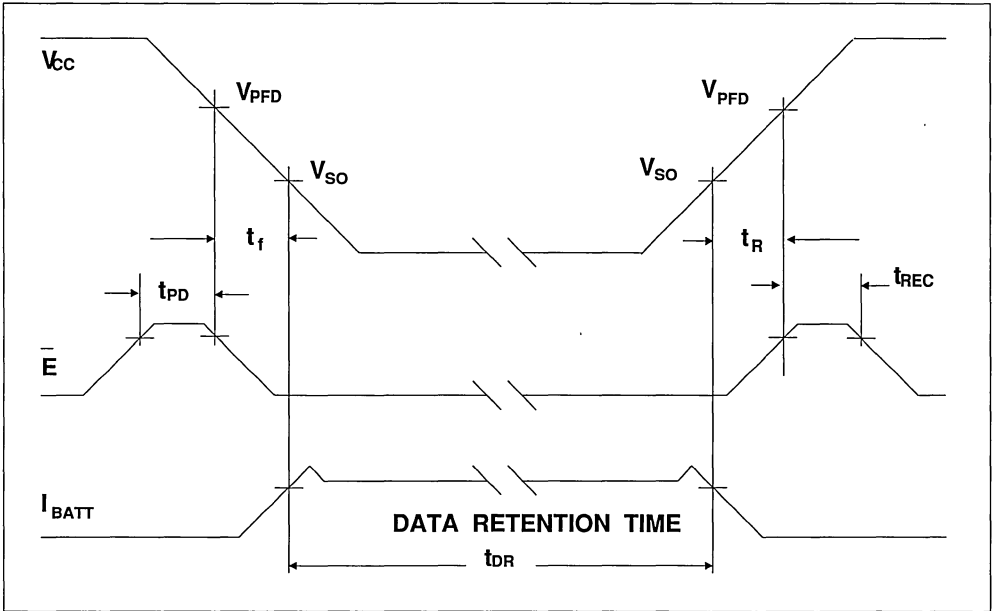 VCC
VPFD
VPFD
VSO
VSO
tf
tR
tPD
tREC
E̅
IBATT
DATA RETENTION TIME
tDR